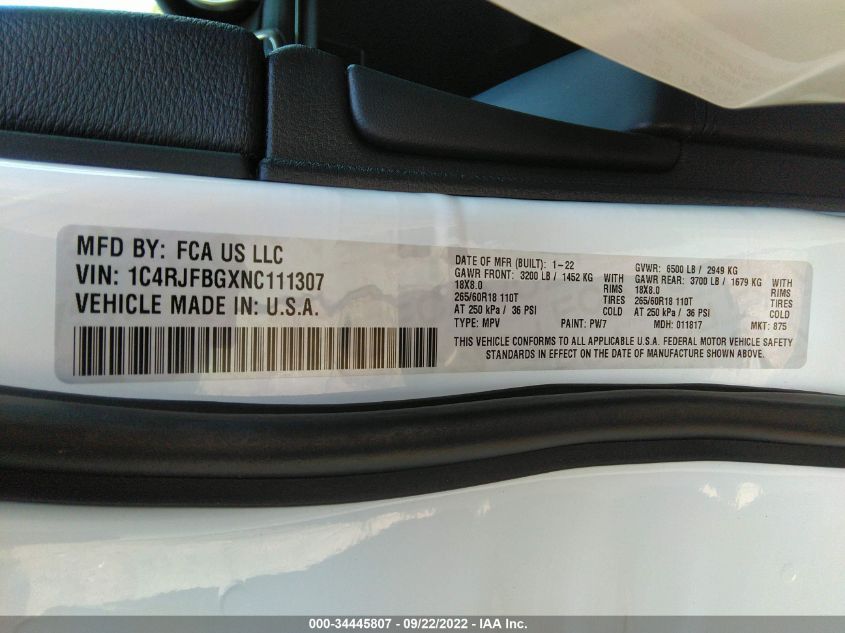 MFD BY: FCA US LLC
VIN: 1C4RJFBGXNC111307
VEHICLE MADE IN: U.S.A.
DATE OF MFR (BUILT): 1-22 GVWR: 6500 LB / 2949 KG
GAWR FRONT: 3200 LB / 1452 KG WITH GAWR REAR: 3700 LB / 1679 KG WITH
18X8.0 RIMS 18X8.0 RIMS
265/60R18 110T TIRES 265/60R18 110T TIRES
AT 250 kPa / 36 PSI COLD AT 250 kPa / 36 PSI COLD
TYPE: MPV PAINT: PW7 MDH: 011817 MKT: 875
THIS VEHICLE CONFORMS TO ALL APPLICABLE U.S.A. FEDERAL MOTOR VEHICLE SAFETY
STANDARDS IN EFFECT ON THE DATE OF MANUFACTURE SHOWN ABOVE.
000-34445807 - 09/22/2022 - IAA Inc.